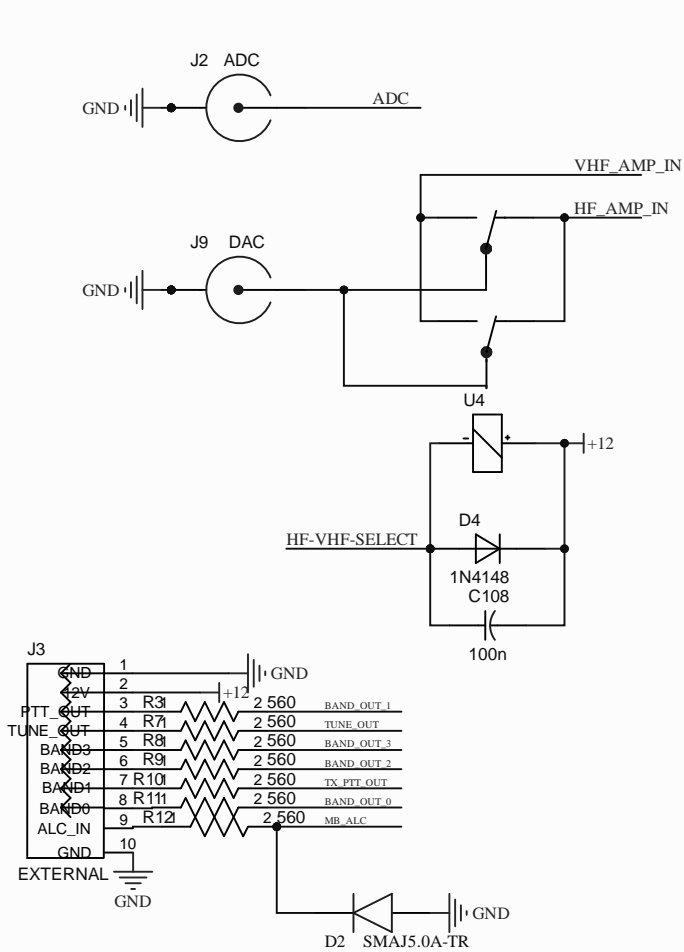 J2 ADC
GND
ADC
VHF_AMP_IN
HF_AMP_IN
J9 DAC
GND
U4
- +
+12
D4
HF-VHF-SELECT
1N4148
C108
100n
J3
GND 1 GND
12V 2 +12
PTT_OUT 3 R3 1 2 560 BAND_OUT_1
TUNE_OUT 4 R7 1 2 560 TUNE_OUT
BAND3 5 R8 1 2 560 BAND_OUT_3
BAND2 6 R9 1 2 560 BAND_OUT_2
BAND1 7 R10 1 2 560 TX_PTT_OUT
BAND0 8 R11 1 2 560 BAND_OUT_0
ALC_IN 9 R12 1 2 560 MB_ALC
GND 10
EXTERNAL
GND
GND
D2 SMAJ5.0A-TR